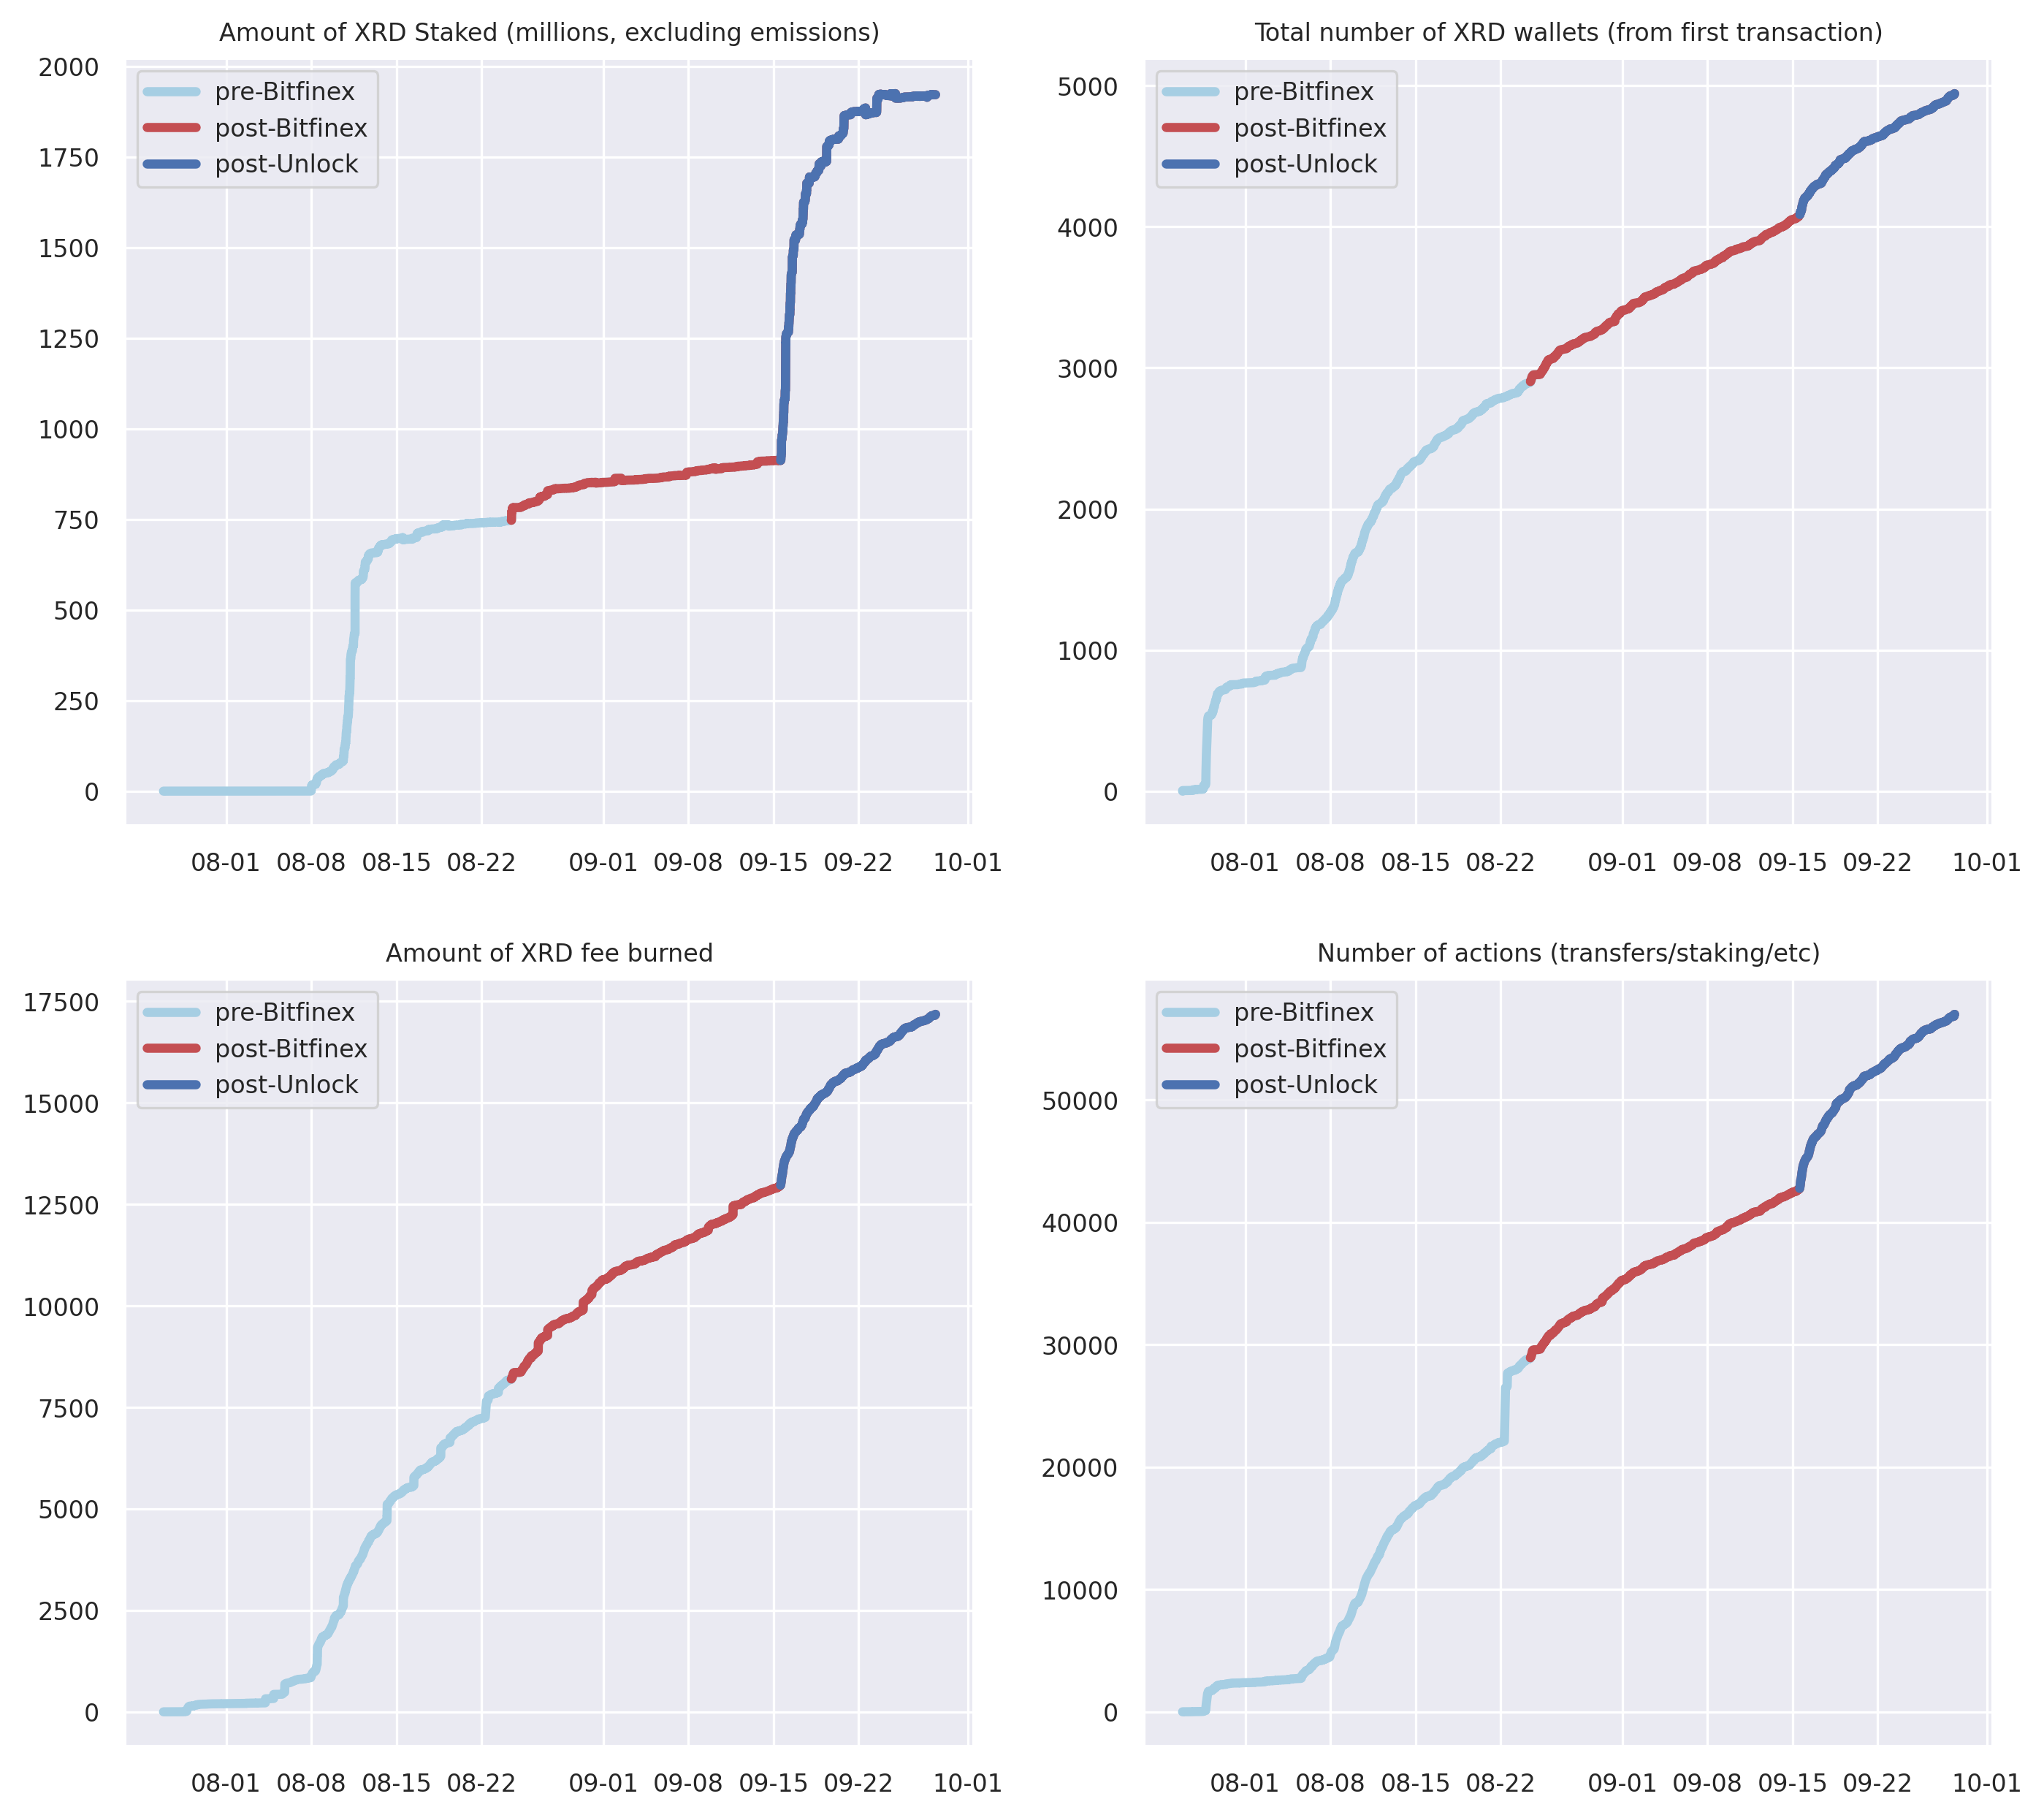 Amount of XRD Staked (millions, excluding emissions)
2000
1750
1500
1250
1000
750
500
250
0
pre-Bitfinex
post-Bitfinex
post-Unlock
08-01 08-08 08-15 08-22 09-01 09-08 09-15 09-22 10-01
Total number of XRD wallets (from first transaction)
5000
4000
3000
2000
1000
0
pre-Bitfinex
post-Bitfinex
post-Unlock
08-01 08-08 08-15 08-22 09-01 09-08 09-15 09-22 10-01
Amount of XRD fee burned
17500
15000
12500
10000
7500
5000
2500
0
pre-Bitfinex
post-Bitfinex
post-Unlock
08-01 08-08 08-15 08-22 09-01 09-08 09-15 09-22 10-01
Number of actions (transfers/staking/etc)
50000
40000
30000
20000
10000
0
pre-Bitfinex
post-Bitfinex
post-Unlock
08-01 08-08 08-15 08-22 09-01 09-08 09-15 09-22 10-01